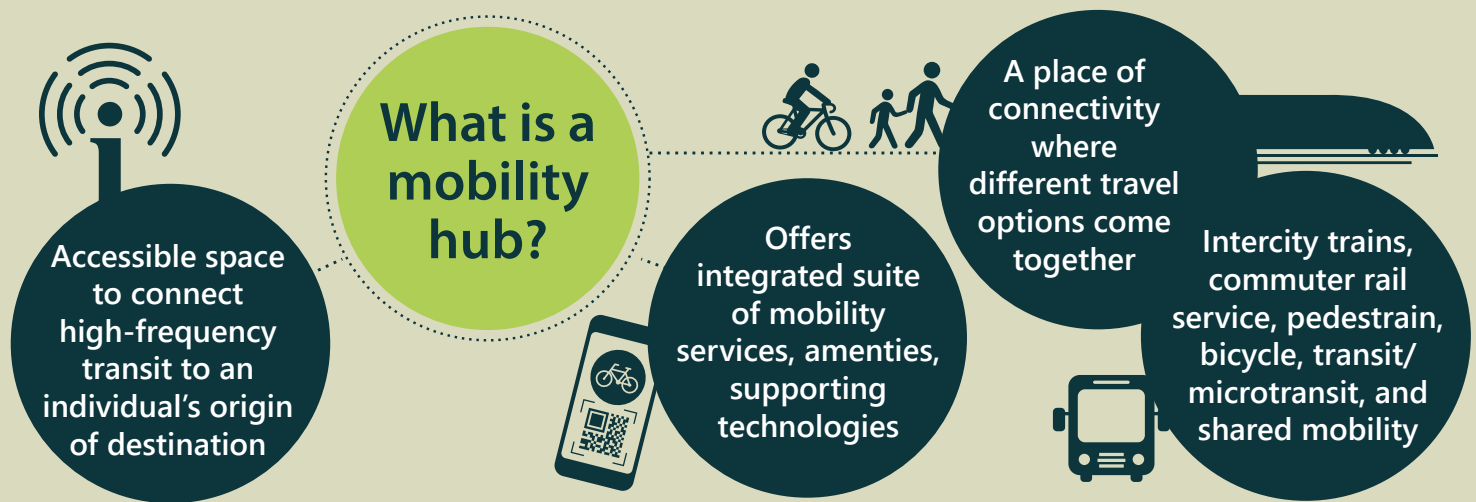 What is a
mobility
hub?
Accessible space
to connect
high-frequency
transit to an
individual's origin
of destination
Offers
integrated suite
of mobility
services, amenties,
supporting
technologies
A place of
connectivity
where
different travel
options come
together
Intercity trains,
commuter rail
service, pedestrain,
bicycle, transit/
microtransit, and
shared mobility